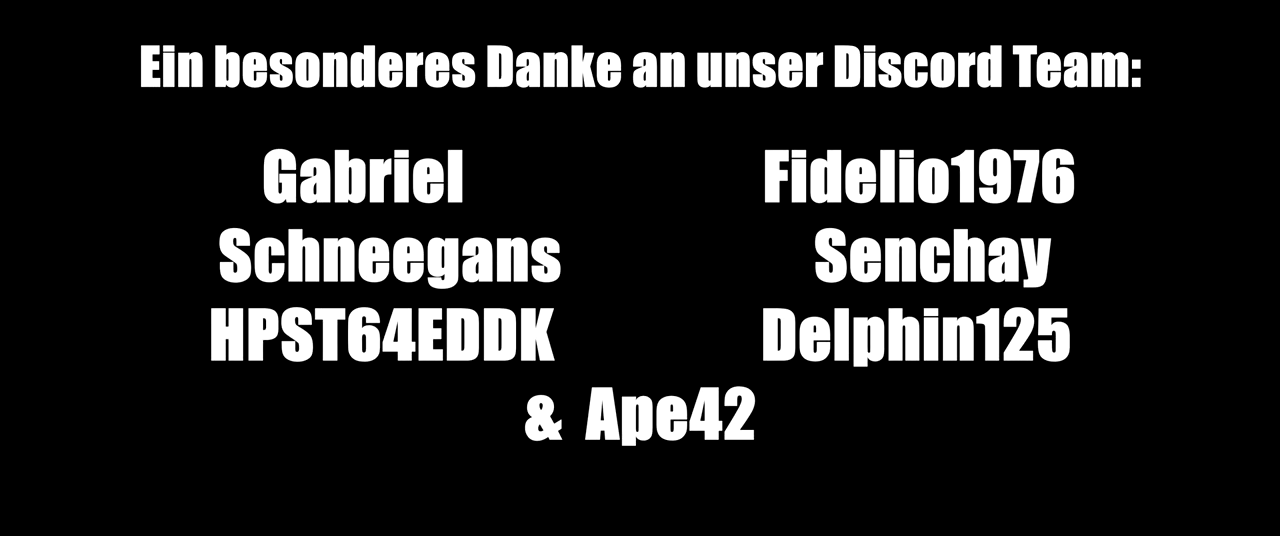 Ein besonderes Danke an unser Discord Team:
Gabriel Fidelio1976
Schneegans Senchay
HPST64EDDK Delphin125
& Ape42